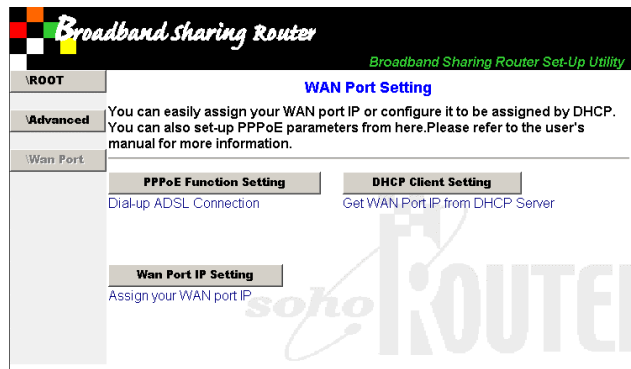 Broadband Sharing Router
Broadband Sharing Router Set-Up Utility
\ROOT
\Advanced
\Wan Port
WAN Port Setting
You can easily assign your WAN port IP or configure it to be assigned by DHCP.
You can also set-up PPPoE parameters from here.Please refer to the user's
manual for more information.
PPPoE Function Setting
Dial-up ADSL Connection
DHCP Client Setting
Get WAN Port IP from DHCP Server
Wan Port IP Setting
Assign your WAN port IP
soho ROUTE